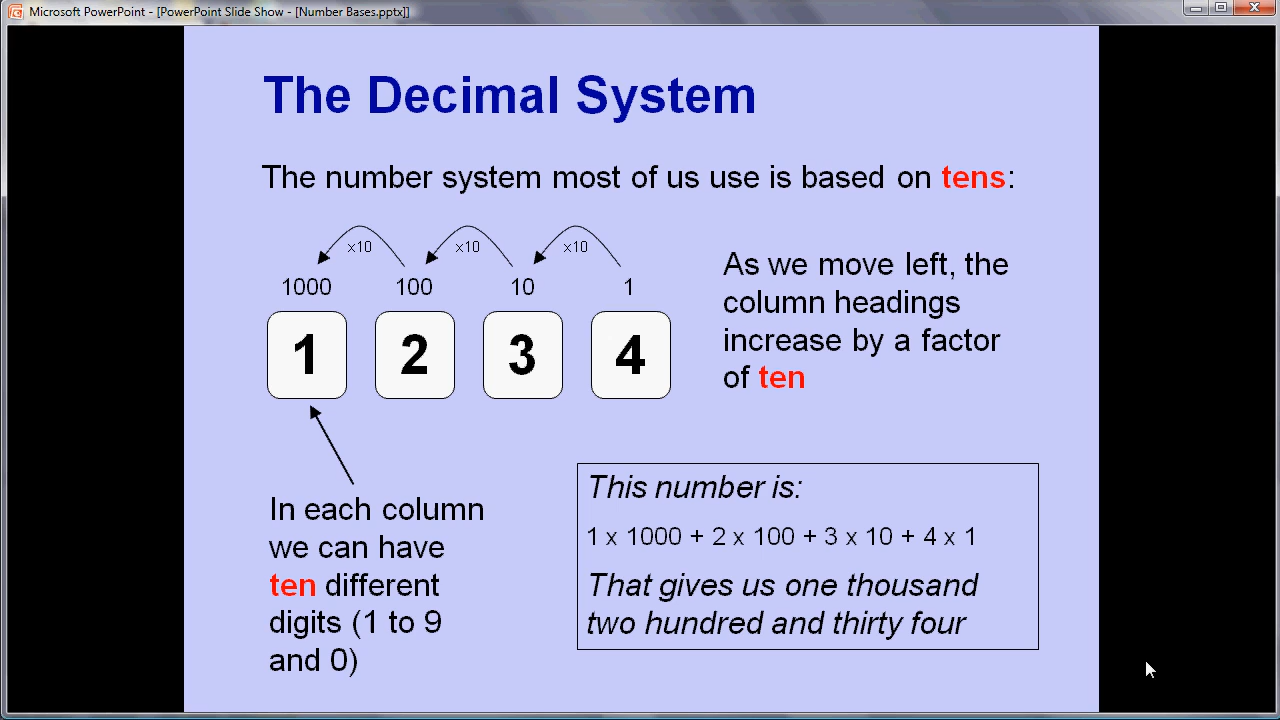 Microsoft PowerPoint - [PowerPoint Slide Show - [Number Bases.pptx]]
The Decimal System
The number system most of us use is based on tens:
x10 x10 x10
1000 100 10 1
1 2 3 4
As we move left, the
column headings
increase by a factor
of ten
In each column
we can have
ten different
digits (1 to 9
and 0)
This number is:
1 x 1000 + 2 x 100 + 3 x 10 + 4 x 1
That gives us one thousand
two hundred and thirty four